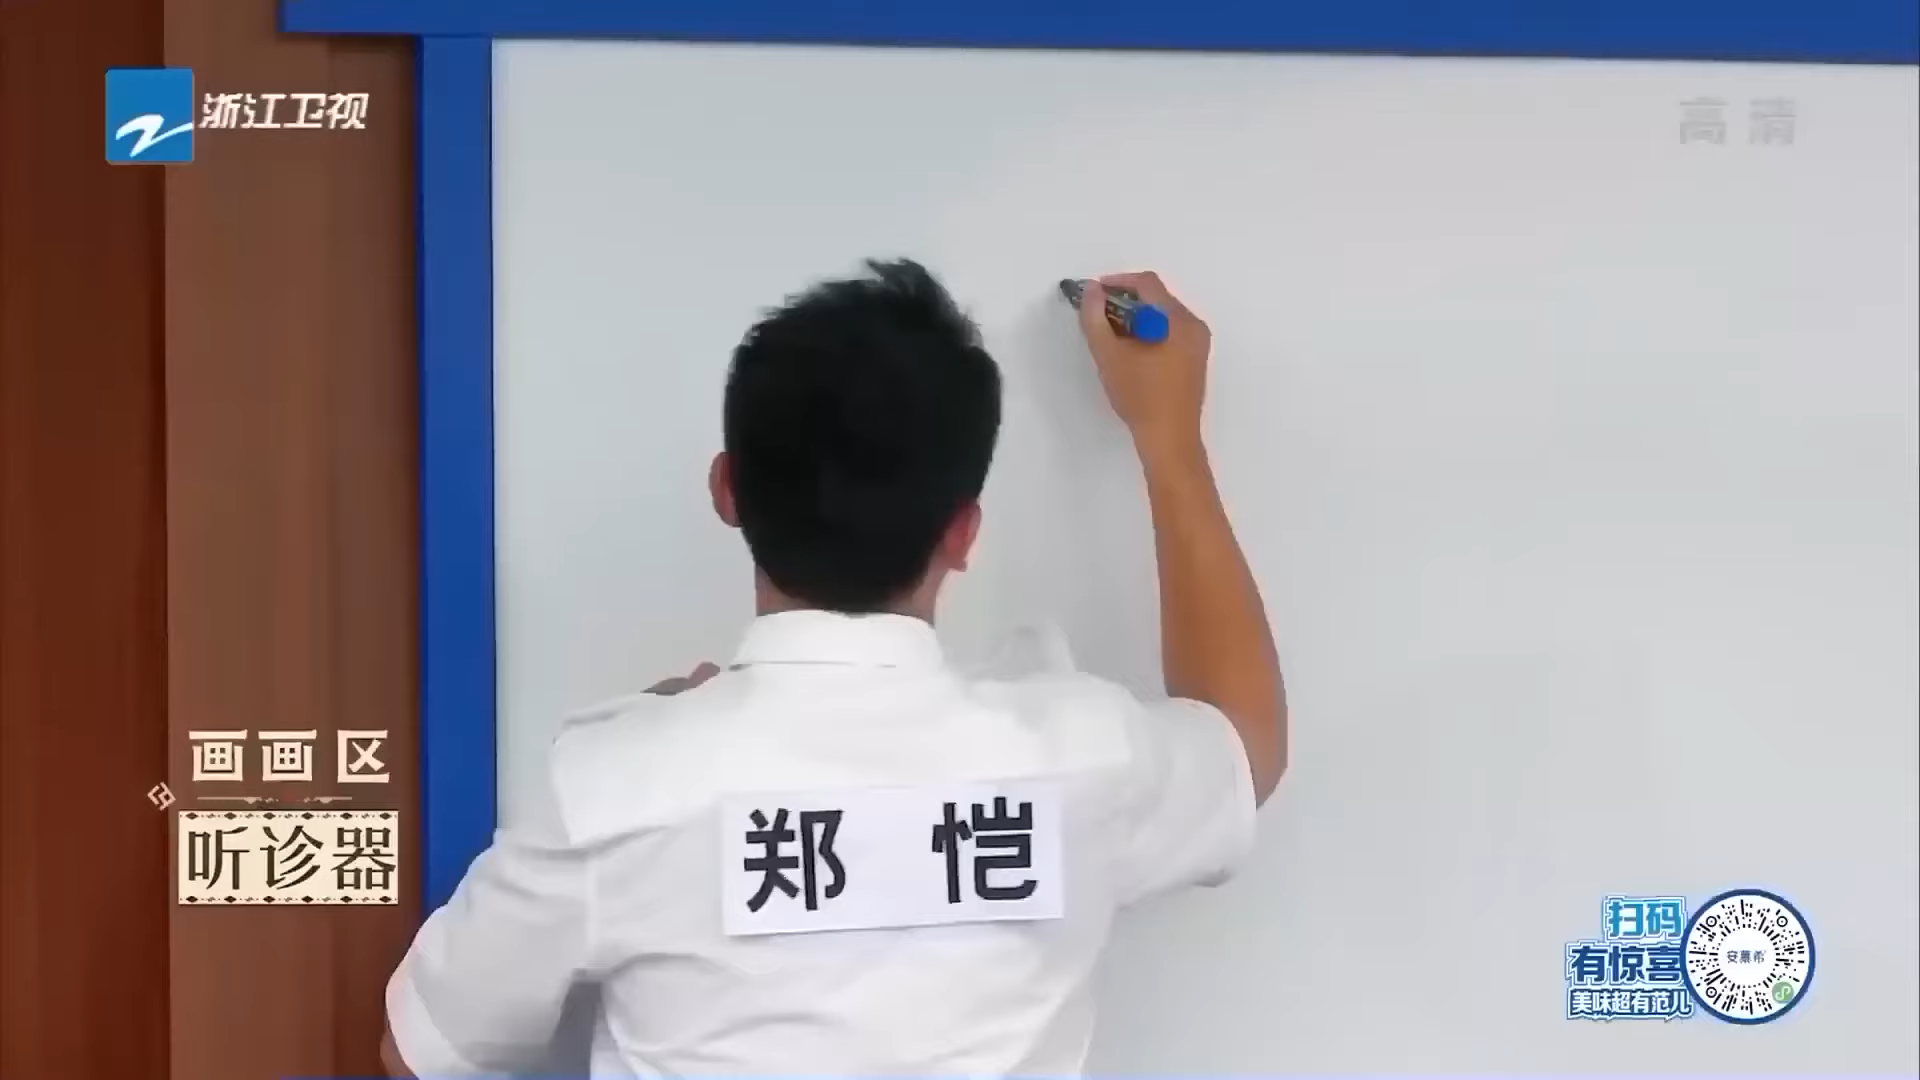 浙江卫视
高清
画画区
听诊器
郑 恺
扫码
有惊喜
美味超有范儿
安慕希